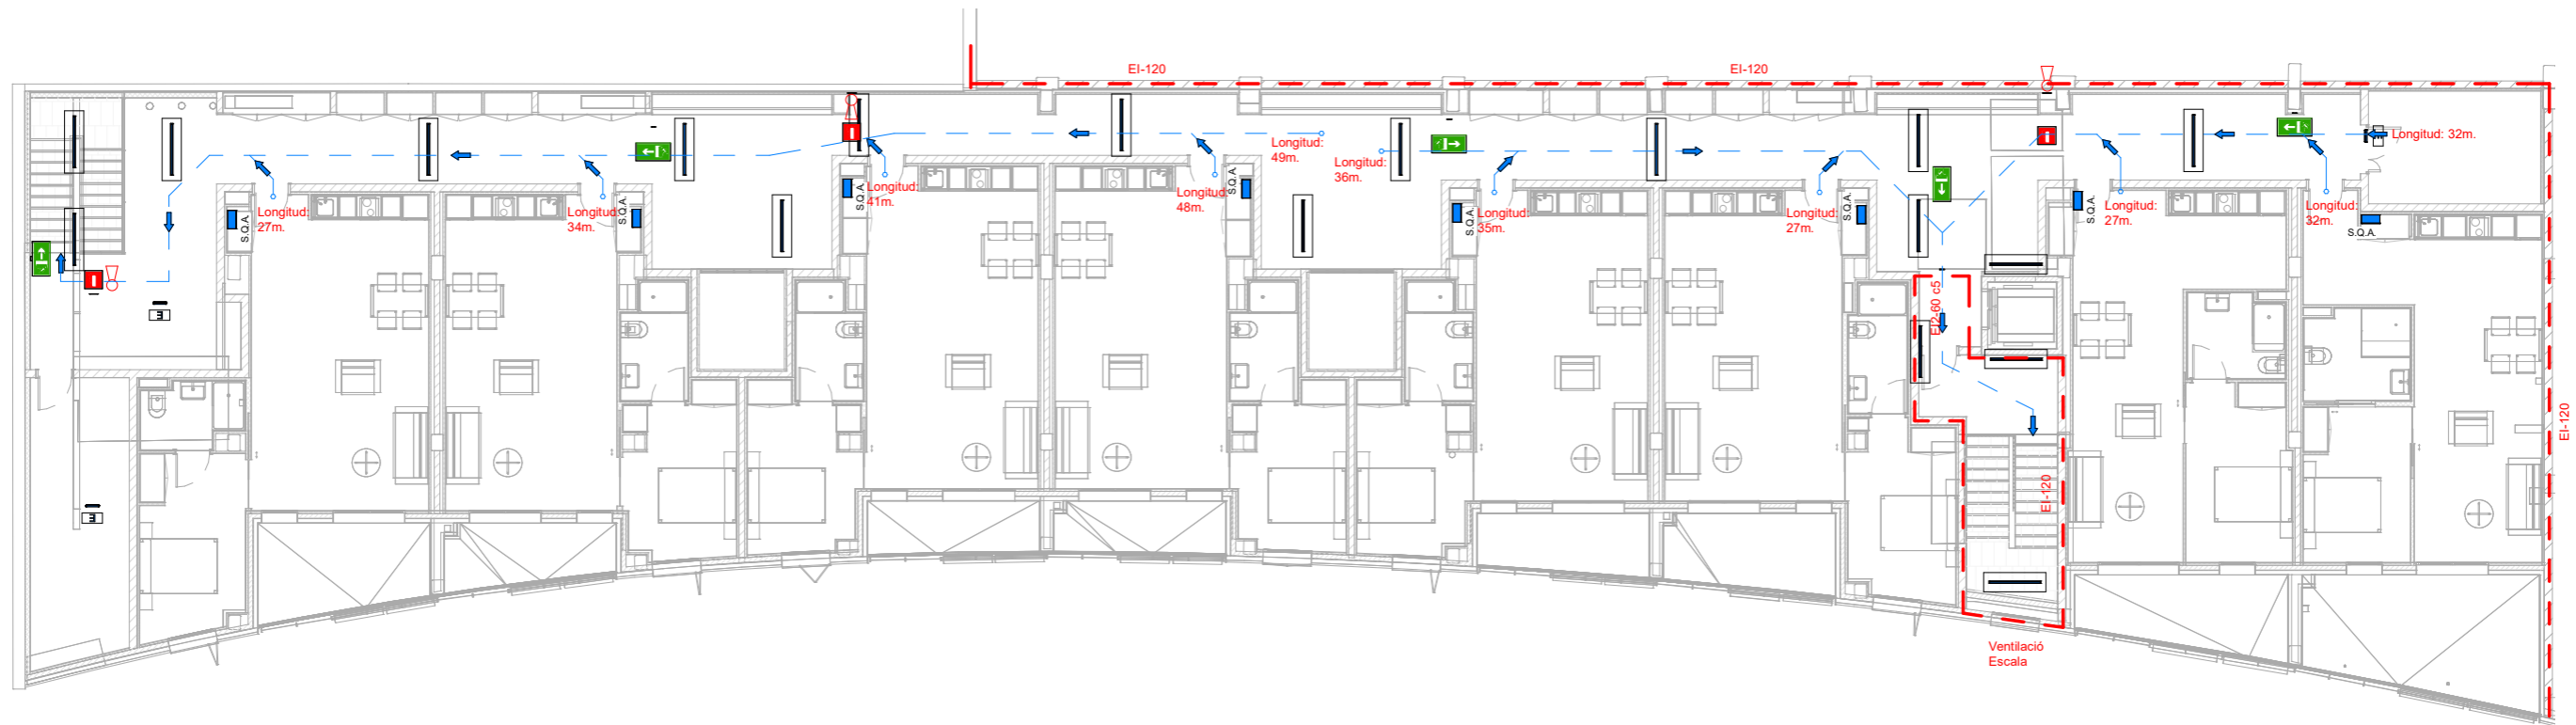 EI-120
EI-120
Longitud:
49m.
Longitud:
36m.
Longitud: 32m.
Longitud:
27m.
S.Q.A.
Longitud:
34m.
S.Q.A.
Longitud:
41m.
S.Q.A.
Longitud:
48m.
S.Q.A.
Longitud:
35m.
S.Q.A.
Longitud:
27m.
S.Q.A.
Longitud:
27m.
S.Q.A.
Longitud:
32m.
S.Q.A.
EI2-60 c5
E
E
EI-120
EI-120
Ventilació
Escala